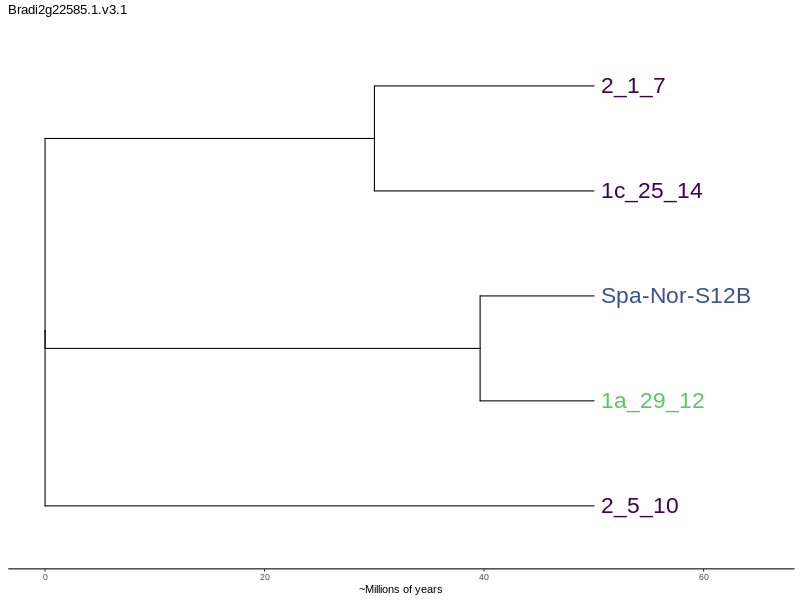 Bradi2g22585.1.v3.1
2_1_7
1c_25_14
Spa-Nor-S12B
1a_29_12
2_5_10
0 20 40 60
~Millions of years